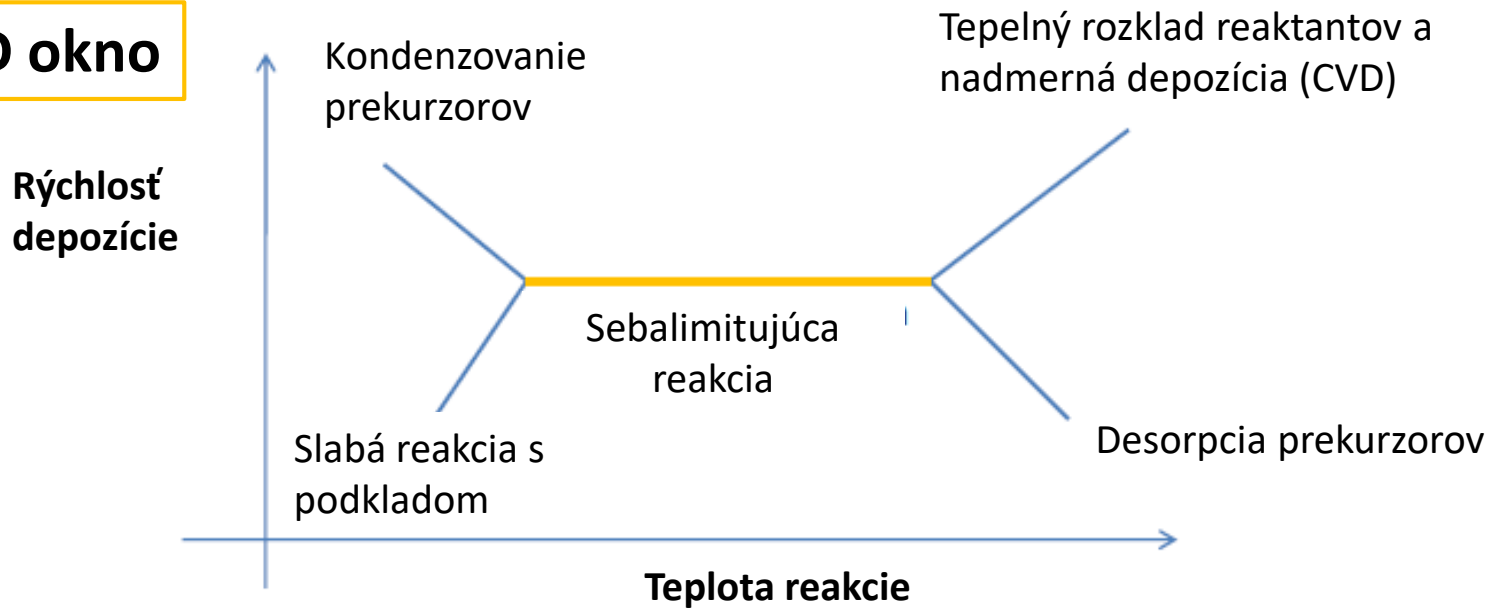 D okno
Kondenzovanie
prekurzorov
Tepelný rozklad reaktantov a
nadmerná depozícia (CVD)
Rýchlosť
depozície
Sebalimitujúca
reakcia
Slabá reakcia s
podkladom
Desorpcia prekurzorov
Teplota reakcie